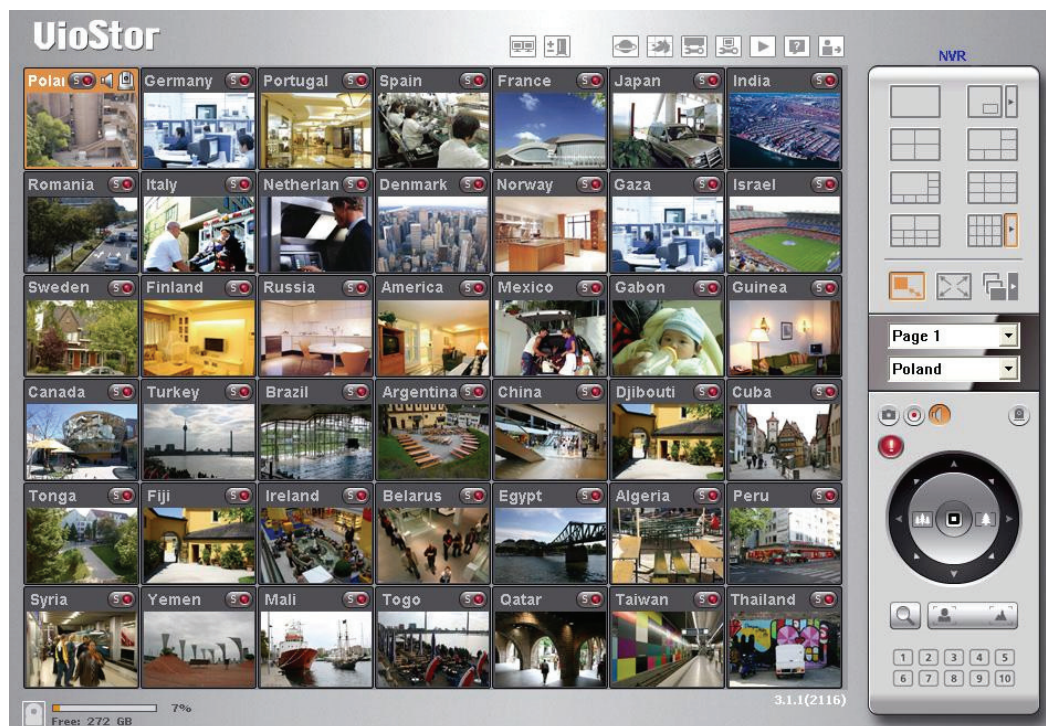 VioStor
NVR
Polan S Germany S Portugal S Spain S France S Japan S India S
Romania S Italy S Netherlan S Denmark S Norway S Gaza S Israel S
Sweden S Finland S Russia S America S Mexico S Gabon S Guinea S
Page 1
Poland
Canada S Turkey S Brazil S Argentina S China S Djibouti S Cuba S
Tonga S Fiji S Ireland S Belarus S Egypt S Algeria S Peru S
Syria S Yemen S Mali S Togo S Qatar S Taiwan S Thailand S
1 2 3 4 5
6 7 8 9 10
3.1.1(2116)
7%
Free: 272 GB